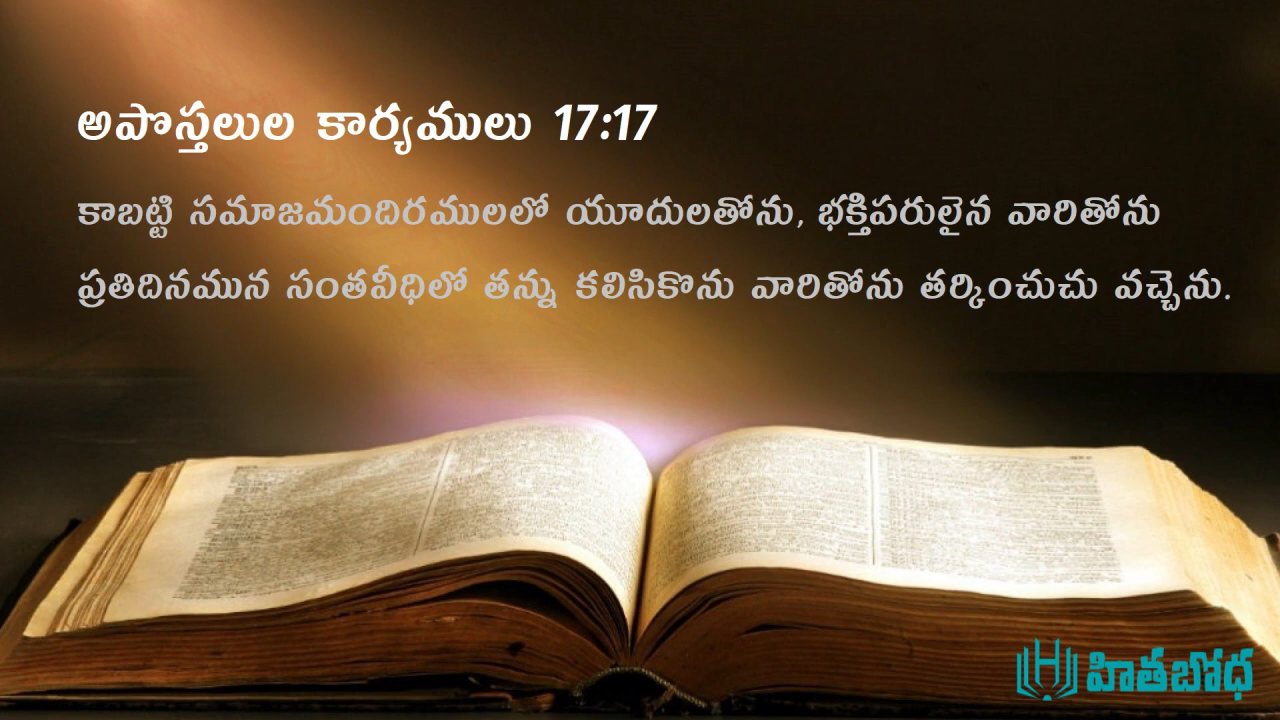 అపొస్తలుల కార్యములు 17:17
కాబట్టి సమాజమందిరములలో యూదులతోను, భక్తిపరులైన వారితోను
ప్రతిదినమున సంతవీధిలో తన్ను కలిసికొను వారితోను తర్కించుచు వచ్చెను.
హితబోధ